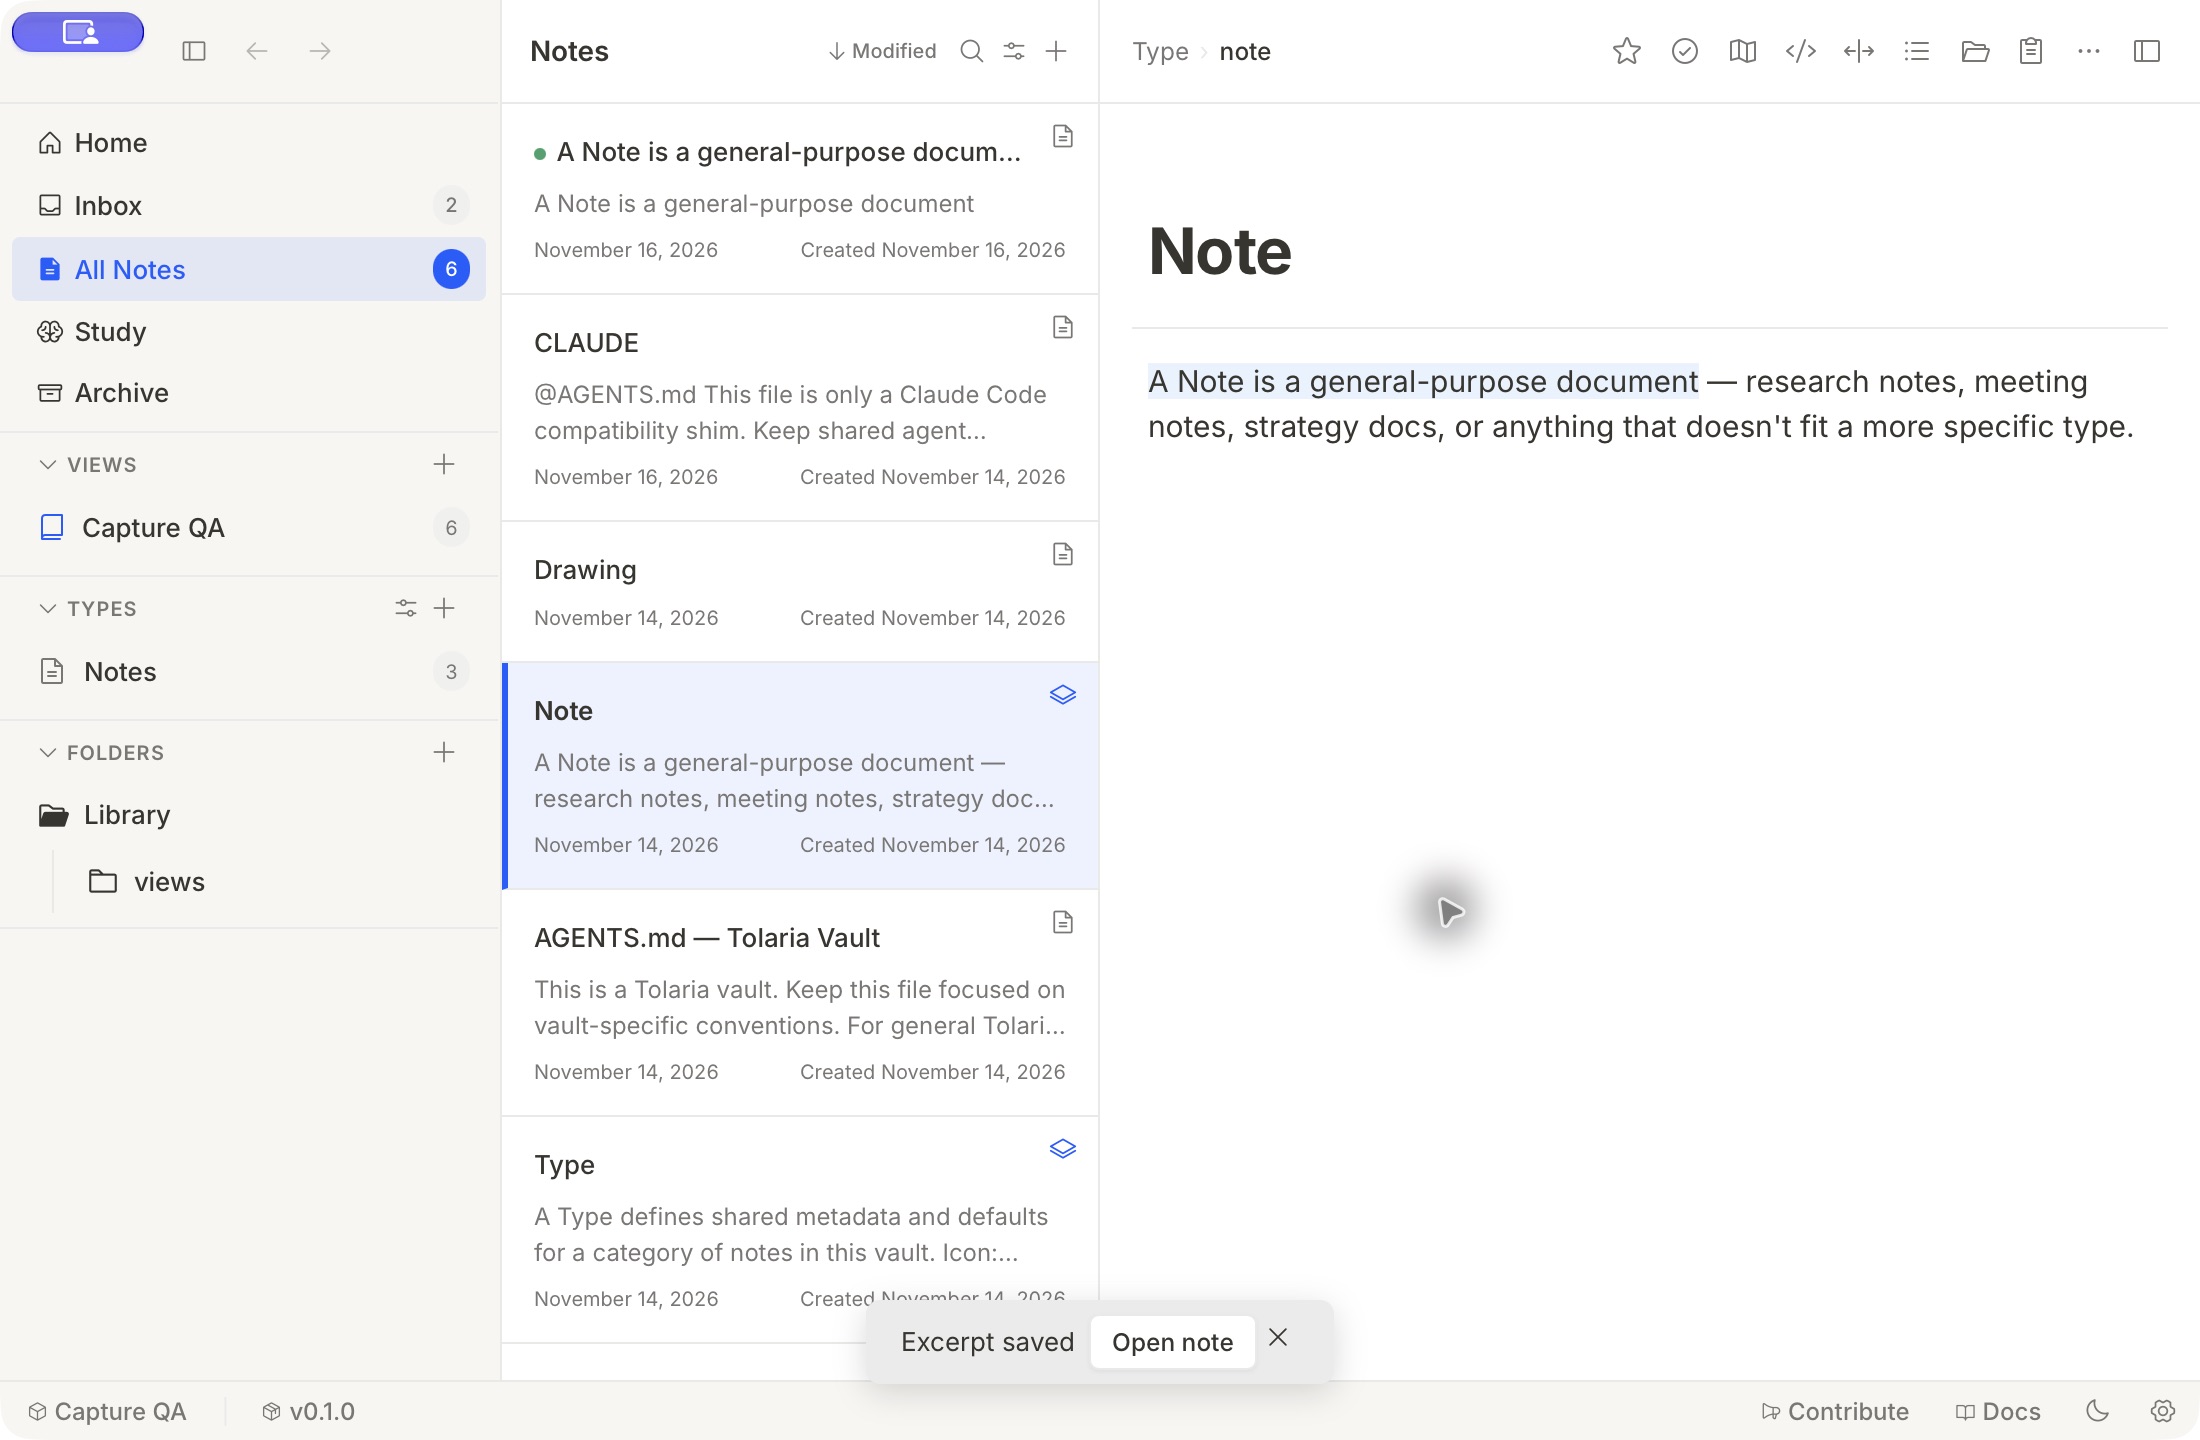 Home
Inbox
2
All Notes
6
Study
Archive
VIEWS
Capture QA
6
TYPES
Notes
3
FOLDERS
Library
views
Notes
Modified
A Note is a general-purpose docum...
A Note is a general-purpose document
November 16, 2026
Created November 16, 2026
CLAUDE
@AGENTS.md This file is only a Claude Code
compatibility shim. Keep shared agent...
November 16, 2026
Created November 14, 2026
Drawing
November 14, 2026
Created November 14, 2026
Note
A Note is a general-purpose document —
research notes, meeting notes, strategy doc...
November 14, 2026
Created November 14, 2026
AGENTS.md — Tolaria Vault
This is a Tolaria vault. Keep this file focused on
vault-specific conventions. For general Tolari...
November 14, 2026
Created November 14, 2026
Type
A Type defines shared metadata and defaults
for a category of notes in this vault. Icon:...
November 14, 2026
Created November 14, 2026
Type › note
Note
A Note is a general-purpose document — research notes, meeting
notes, strategy docs, or anything that doesn't fit a more specific type.
Excerpt saved
Open note
Capture QA
v0.1.0
Contribute
Docs